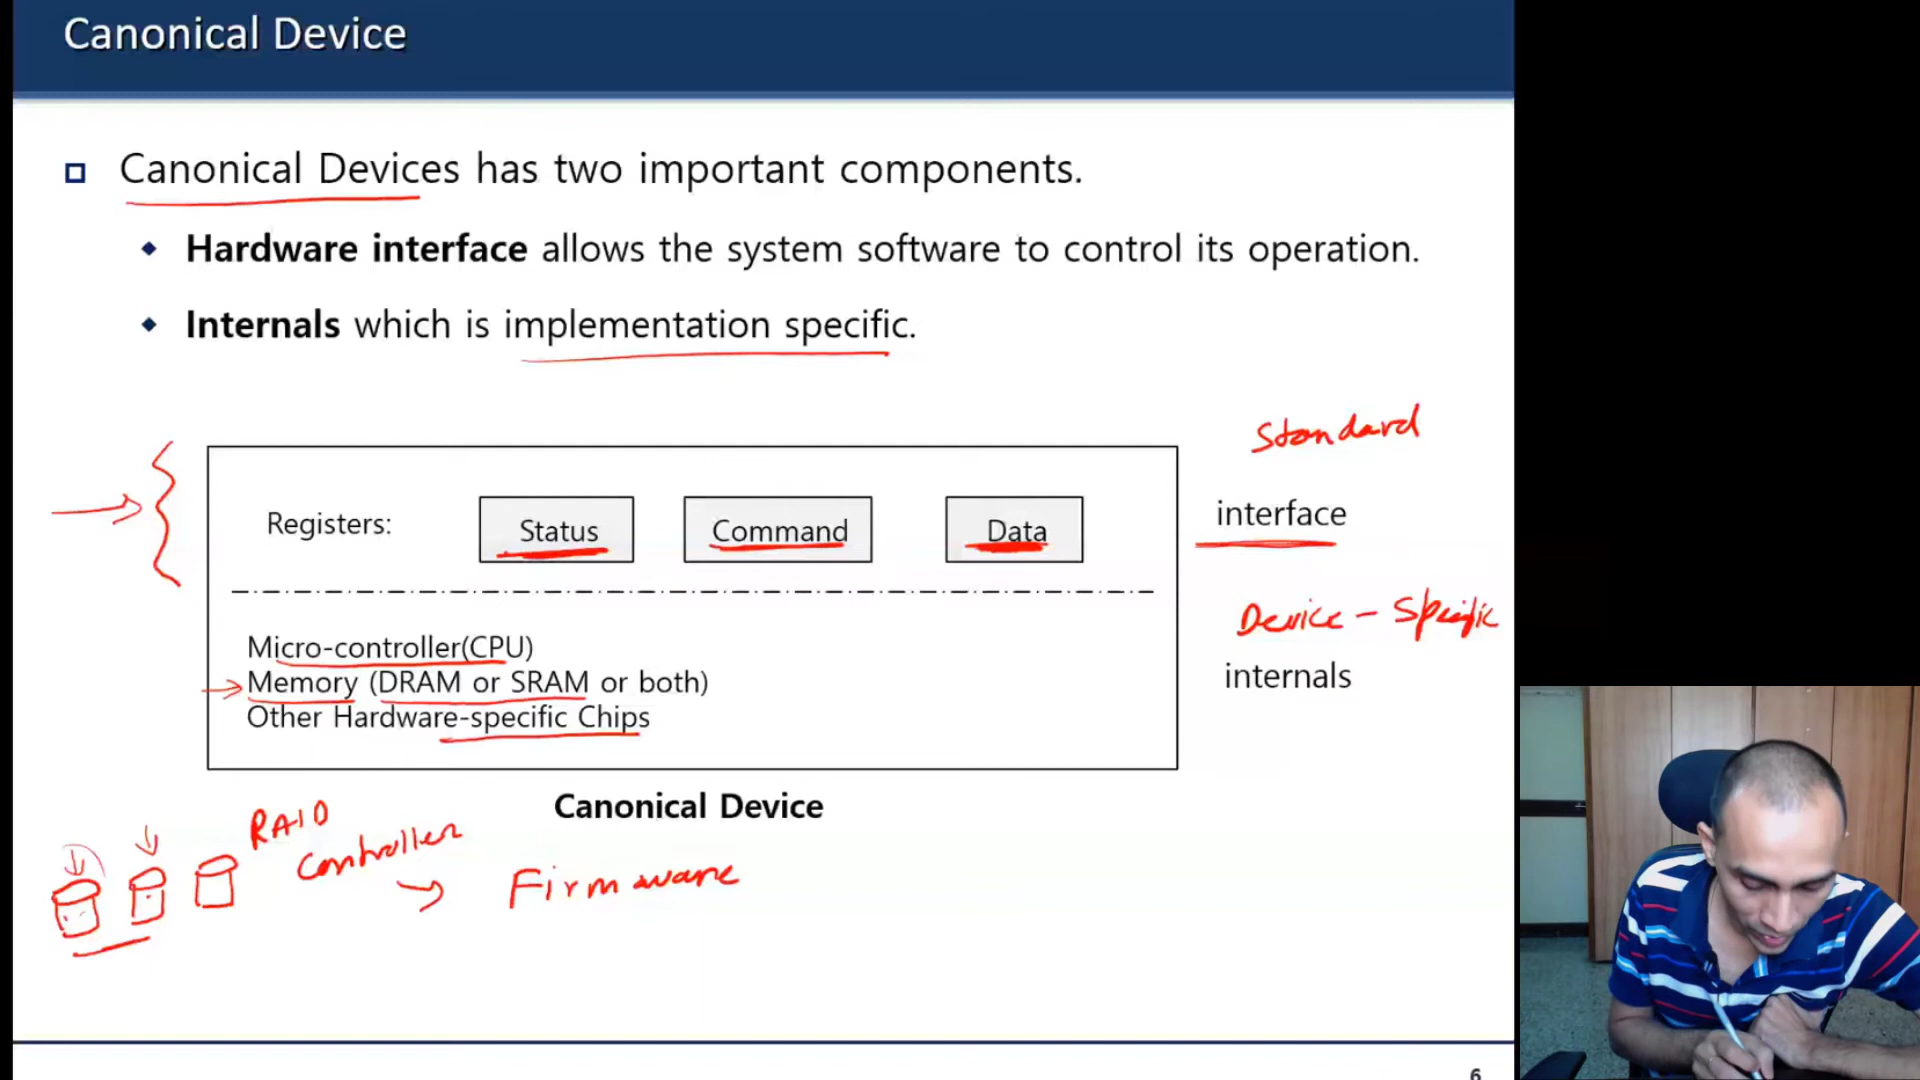 Canonical Device
Canonical Devices has two important components.
Hardware interface allows the system software to control its operation.
Internals which is implementation specific.
Standard
Registers:
Status
Command
Data
interface
Device - Specific
Micro-controller(CPU)
Memory (DRAM or SRAM or both)
Other Hardware-specific Chips
internals
Canonical Device
RAID
Controller
Firmware
6